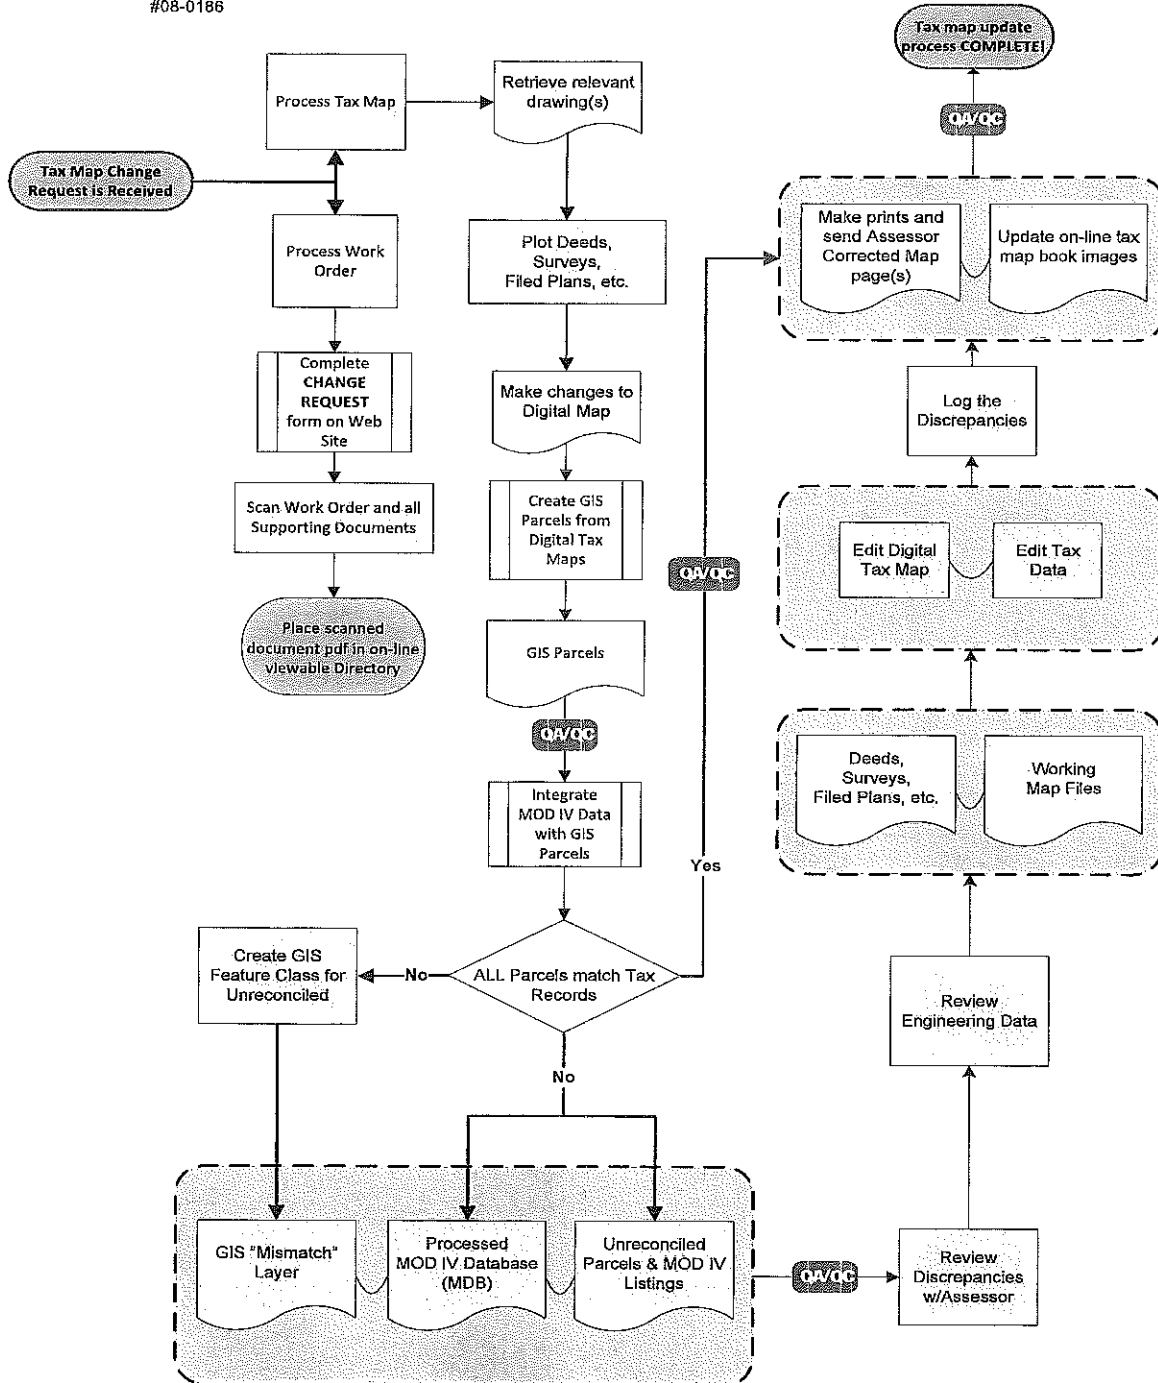 #08-0186
Tax map update
process COMPLETE!
QA/QC
Process Tax Map
Retrieve relevant
drawing(s)
Tax Map Change
Request is Received
Process Work
Order
Plot Deeds,
Surveys,
Filed Plans, etc.
Make prints and
send Assessor
Corrected Map
page(s)
Update on-line tax
map book images
Complete
CHANGE
REQUEST
form on Web
Site
Make changes to
Digital Map
Log the
Discrepancies
Scan Work Order and all
Supporting Documents
Create GIS
Parcels from
Digital Tax
Maps
QA/QC
Edit Digital
Tax Map
Edit Tax
Data
Place scanned
document pdf in on-line
viewable Directory
GIS Parcels
QA/QC
Deeds,
Surveys,
Filed Plans, etc.
Working
Map Files
Integrate
MOD IV Data
with GIS
Parcels
Yes
Create GIS
Feature Class for
Unreconciled
No
ALL Parcels match Tax
Records
Review
Engineering Data
No
GIS "Mismatch"
Layer
Processed
MOD IV Database
(MDB)
Unreconciled
Parcels & MOD IV
Listings
QA/QC
Review
Discrepancies
w/Assessor